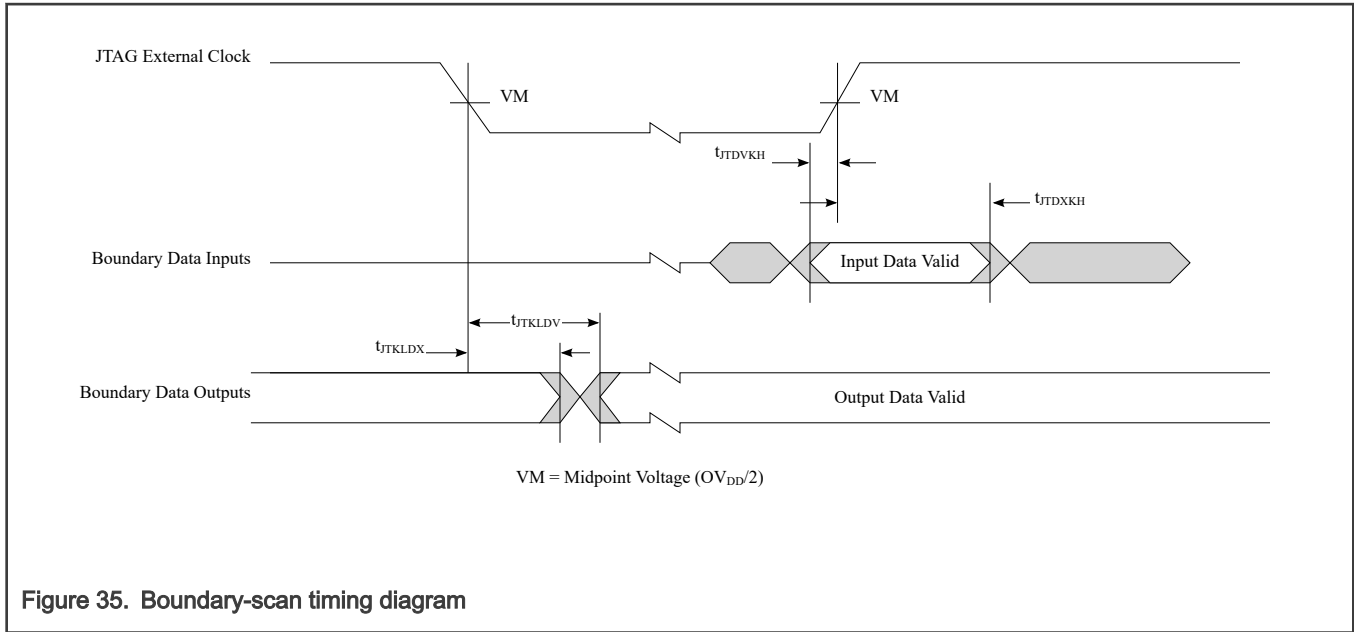 JTAG External Clock
VM
VM
tJTDVKH
tJTDXKH
Boundary Data Inputs
Input Data Valid
tJTKLDV
tJTKLDX
Boundary Data Outputs
Output Data Valid
VM = Midpoint Voltage (OVDD/2)
Figure 35. Boundary-scan timing diagram